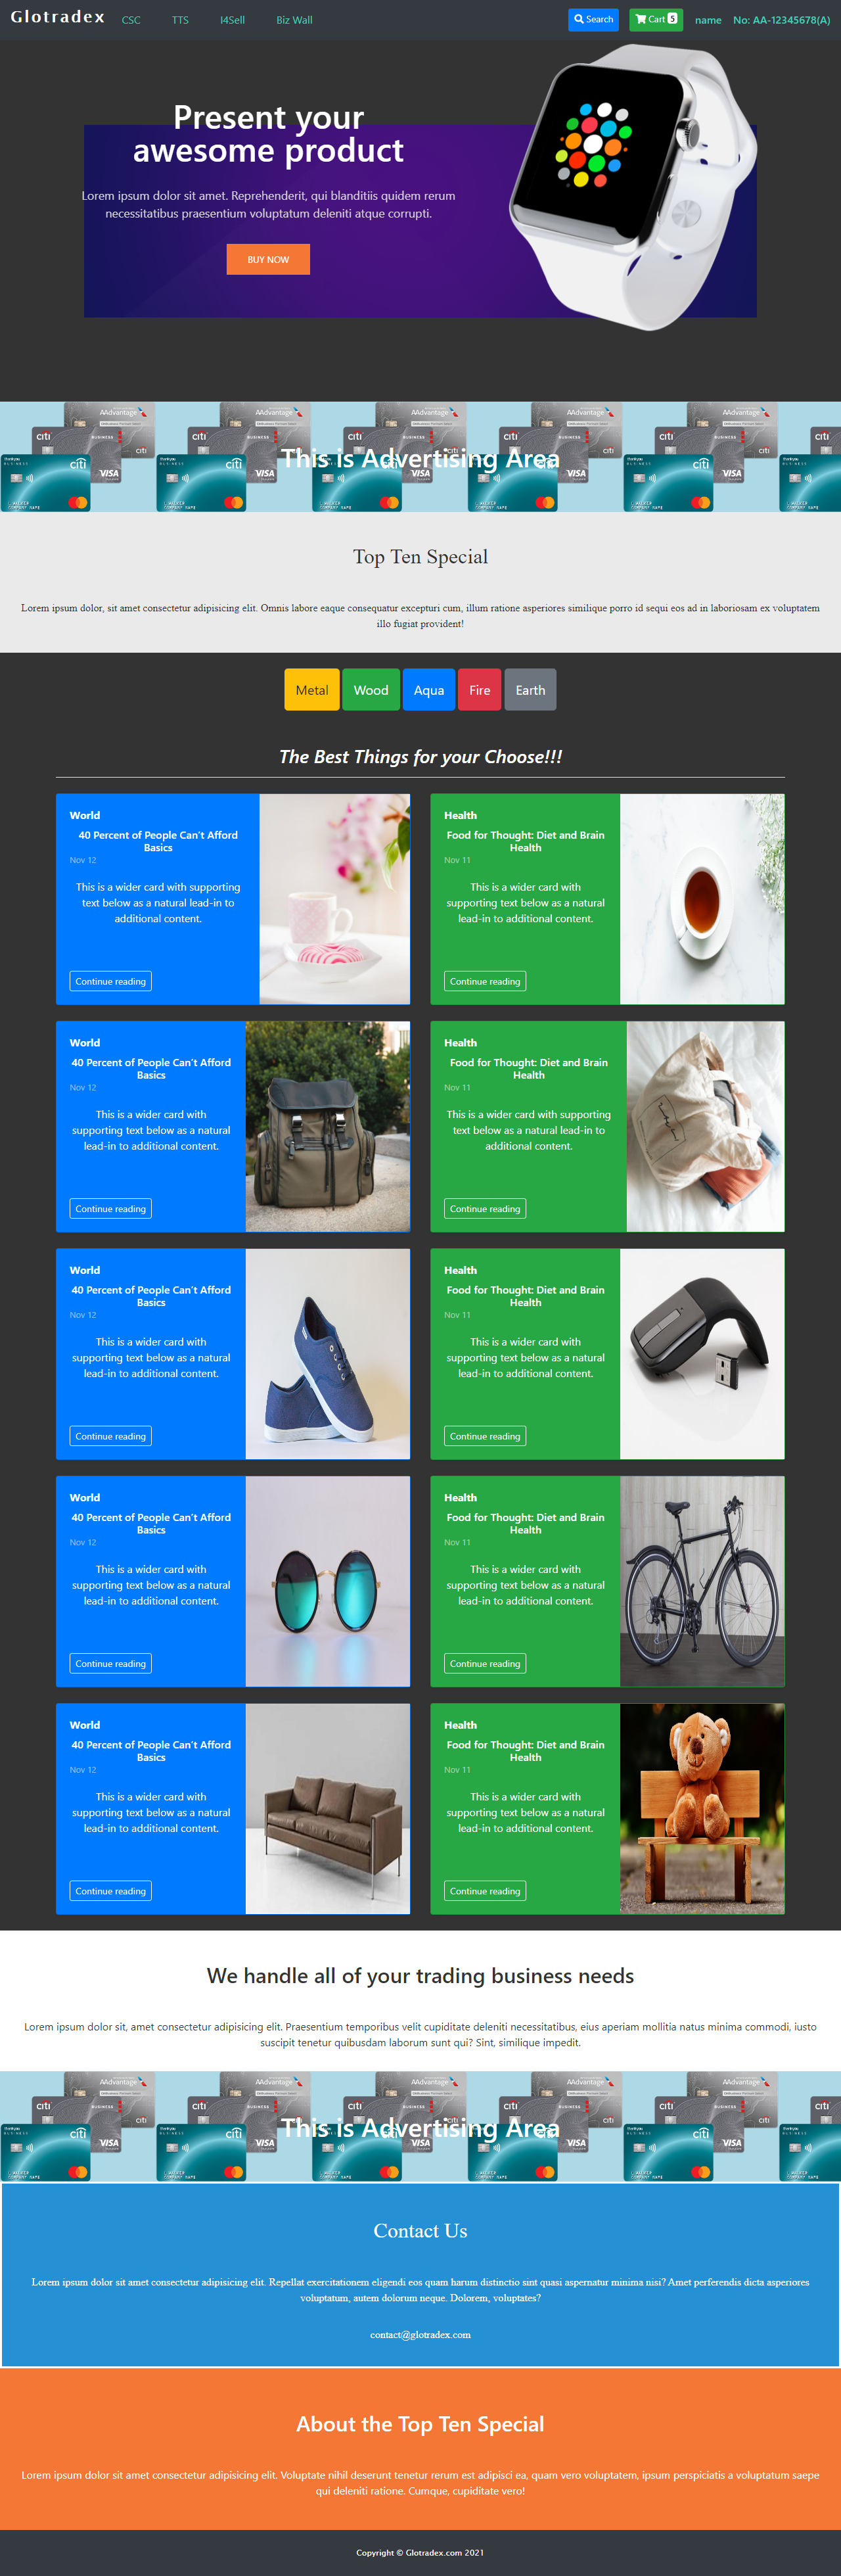 Glotradex CSC TTS I4Sell Biz Wall Search Cart 5 name No: AA-12345678(A)
Present your
awesome product
Lorem ipsum dolor sit amet. Reprehenderit, qui blanditiis quidem rerum
necessitatibus praesentium voluptatum deleniti atque corrupti.
BUY NOW
This is Advertising Area
Top Ten Special
Lorem ipsum dolor, sit amet consectetur adipisicing elit. Omnis labore eaque consequatur excepturi cum, illum ratione asperiores similique porro id sequi eos ad in laboriosam ex voluptatem
illo fugiat provident!
Metal Wood Aqua Fire Earth
The Best Things for your Choose!!!
World
40 Percent of People Can't Afford
Basics
Nov 12
This is a wider card with supporting
text below as a natural lead-in to
additional content.
Continue reading
Health
Food for Thought: Diet and Brain
Health
Nov 11
This is a wider card with
supporting text below as a natural
lead-in to additional content.
Continue reading
World
40 Percent of People Can't Afford
Basics
Nov 12
This is a wider card with
supporting text below as a natural
lead-in to additional content.
Continue reading
Health
Food for Thought: Diet and Brain
Health
Nov 11
This is a wider card with supporting
text below as a natural lead-in to
additional content.
Continue reading
World
40 Percent of People Can't Afford
Basics
Nov 12
This is a wider card with
supporting text below as a natural
lead-in to additional content.
Continue reading
Health
Food for Thought: Diet and Brain
Health
Nov 11
This is a wider card with
supporting text below as a natural
lead-in to additional content.
Continue reading
World
40 Percent of People Can't Afford
Basics
Nov 12
This is a wider card with
supporting text below as a natural
lead-in to additional content.
Continue reading
Health
Food for Thought: Diet and Brain
Health
Nov 11
This is a wider card with
supporting text below as a natural
lead-in to additional content.
Continue reading
World
40 Percent of People Can't Afford
Basics
Nov 12
This is a wider card with
supporting text below as a natural
lead-in to additional content.
Continue reading
Health
Food for Thought: Diet and Brain
Health
Nov 11
This is a wider card with
supporting text below as a natural
lead-in to additional content.
Continue reading
We handle all of your trading business needs
Lorem ipsum dolor sit, amet consectetur adipisicing elit. Praesentium temporibus velit cupiditate deleniti necessitatibus, eius aperiam mollitia natus minima commodi, iusto
suscipit tenetur quibusdam laborum sunt qui? Sint, similique impedit.
This is Advertising Area
Contact Us
Lorem ipsum dolor sit amet consectetur adipisicing elit. Repellat exercitationem eligendi eos quam harum distinctio sint quasi aspernatur minima nisi? Amet perferendis dicta asperiores
voluptatum, autem dolorum neque. Dolorem, voluptates?
contact@glotradex.com
About the Top Ten Special
Lorem ipsum dolor sit amet consectetur adipisicing elit. Voluptate nihil deserunt tenetur rerum est adipisci ea, quam vero voluptatem, ipsum perspiciatis a voluptatum saepe
qui deleniti ratione. Cumque, cupiditate vero!
Copyright © Glotradex.com 2021